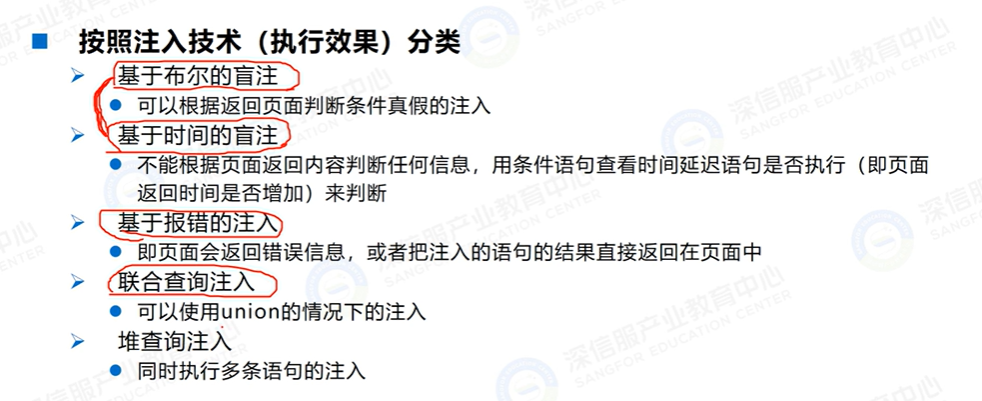 按照注入技术（执行效果）分类
基于布尔的盲注
可以根据返回页面判断条件真假的注入
基于时间的盲注
不能根据页面返回内容判断任何信息，用条件语句查看时间延迟语句是否执行（即页面
返回时间是否增加）来判断
基于报错的注入
即页面会返回错误信息，或者把注入的语句的结果直接返回在页面中
联合查询注入
可以使用union的情况下的注入
堆查询注入
同时执行多条语句的注入
深信服产业教育中心
SANGFOR EDUCATION CENTER